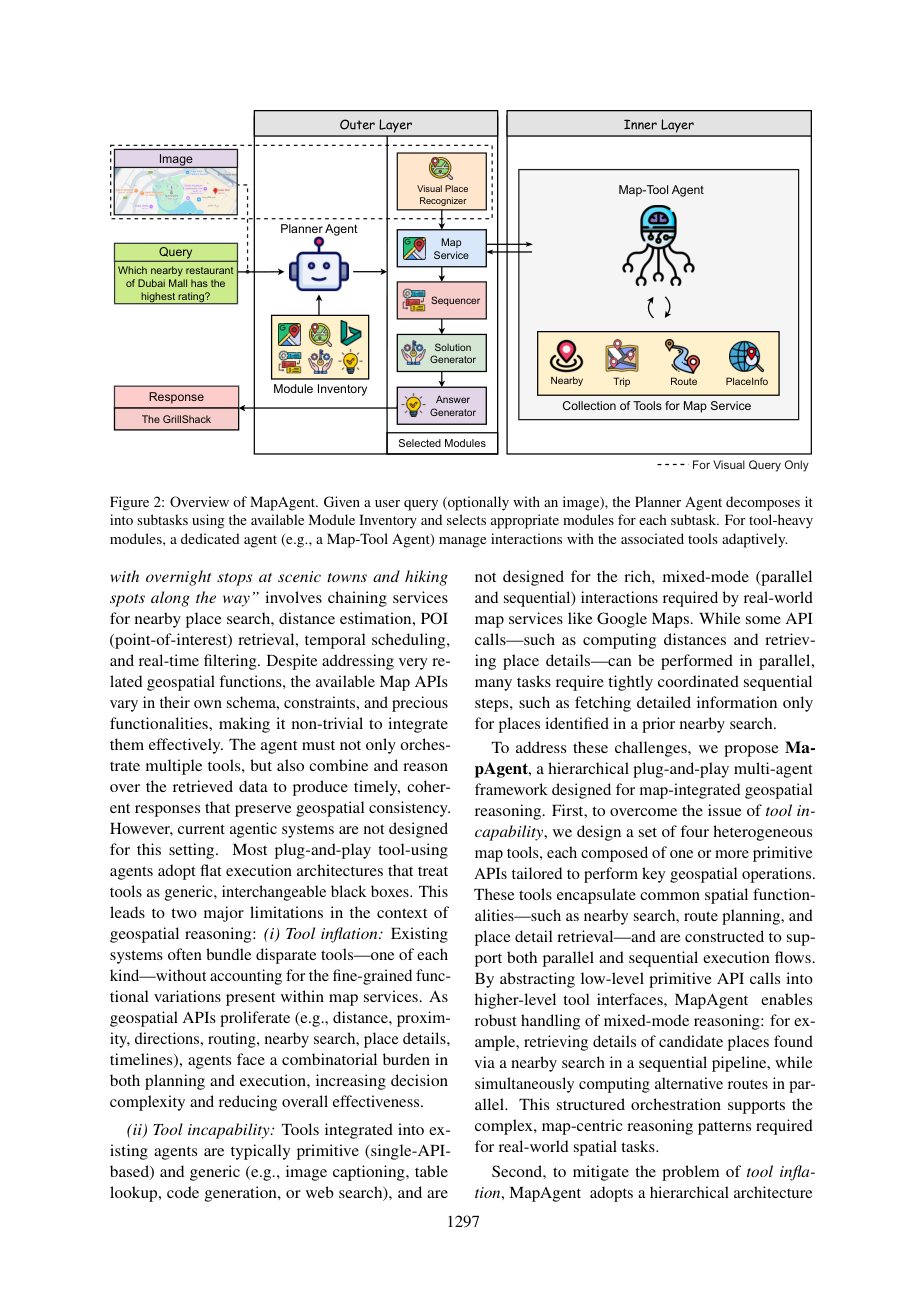 Outer Layer
Inner Layer
Image
Visual Place
Recognizer
Map-Tool Agent
Planner Agent
Map
Service
Query
Which nearby restaurant
of Dubai Mall has the
highest rating?
Sequencer
Solution
Generator
Nearby
Trip
Route
PlaceInfo
Module Inventory
Collection of Tools for Map Service
Response
The GrillShack
Answer
Generator
Selected Modules
For Visual Query Only
Figure 2: Overview of MapAgent. Given a user query (optionally with an image), the Planner Agent decomposes it
into subtasks using the available Module Inventory and selects appropriate modules for each subtask. For tool-heavy
modules, a dedicated agent (e.g., a Map-Tool Agent) manage interactions with the associated tools adaptively.
with overnight stops at scenic towns and hiking
spots along the way” involves chaining services
for nearby place search, distance estimation, POI
(point-of-interest) retrieval, temporal scheduling,
and real-time filtering. Despite addressing very re-
lated geospatial functions, the available Map APIs
vary in their own schema, constraints, and precious
functionalities, making it non-trivial to integrate
them effectively. The agent must not only orches-
trate multiple tools, but also combine and reason
over the retrieved data to produce timely, coher-
ent responses that preserve geospatial consistency.
However, current agentic systems are not designed
for this setting. Most plug-and-play tool-using
agents adopt flat execution architectures that treat
tools as generic, interchangeable black boxes. This
leads to two major limitations in the context of
geospatial reasoning: (i) Tool inflation: Existing
systems often bundle disparate tools—one of each
kind—without accounting for the fine-grained func-
tional variations present within map services. As
geospatial APIs proliferate (e.g., distance, proxim-
ity, directions, routing, nearby search, place details,
timelines), agents face a combinatorial burden in
both planning and execution, increasing decision
complexity and reducing overall effectiveness.
(ii) Tool incapability: Tools integrated into ex-
isting agents are typically primitive (single-API-
based) and generic (e.g., image captioning, table
lookup, code generation, or web search), and are
not designed for the rich, mixed-mode (parallel
and sequential) interactions required by real-world
map services like Google Maps. While some API
calls—such as computing distances and retriev-
ing place details—can be performed in parallel,
many tasks require tightly coordinated sequential
steps, such as fetching detailed information only
for places identified in a prior nearby search.
To address these challenges, we propose Ma-
pAgent, a hierarchical plug-and-play multi-agent
framework designed for map-integrated geospatial
reasoning. First, to overcome the issue of tool in-
capability, we design a set of four heterogeneous
map tools, each composed of one or more primitive
APIs tailored to perform key geospatial operations.
These tools encapsulate common spatial function-
alities—such as nearby search, route planning, and
place detail retrieval—and are constructed to sup-
port both parallel and sequential execution flows.
By abstracting low-level primitive API calls into
higher-level tool interfaces, MapAgent enables
robust handling of mixed-mode reasoning: for ex-
ample, retrieving details of candidate places found
via a nearby search in a sequential pipeline, while
simultaneously computing alternative routes in par-
allel. This structured orchestration supports the
complex, map-centric reasoning patterns required
for real-world spatial tasks.
Second, to mitigate the problem of tool infla-
tion, MapAgent adopts a hierarchical architecture
1297